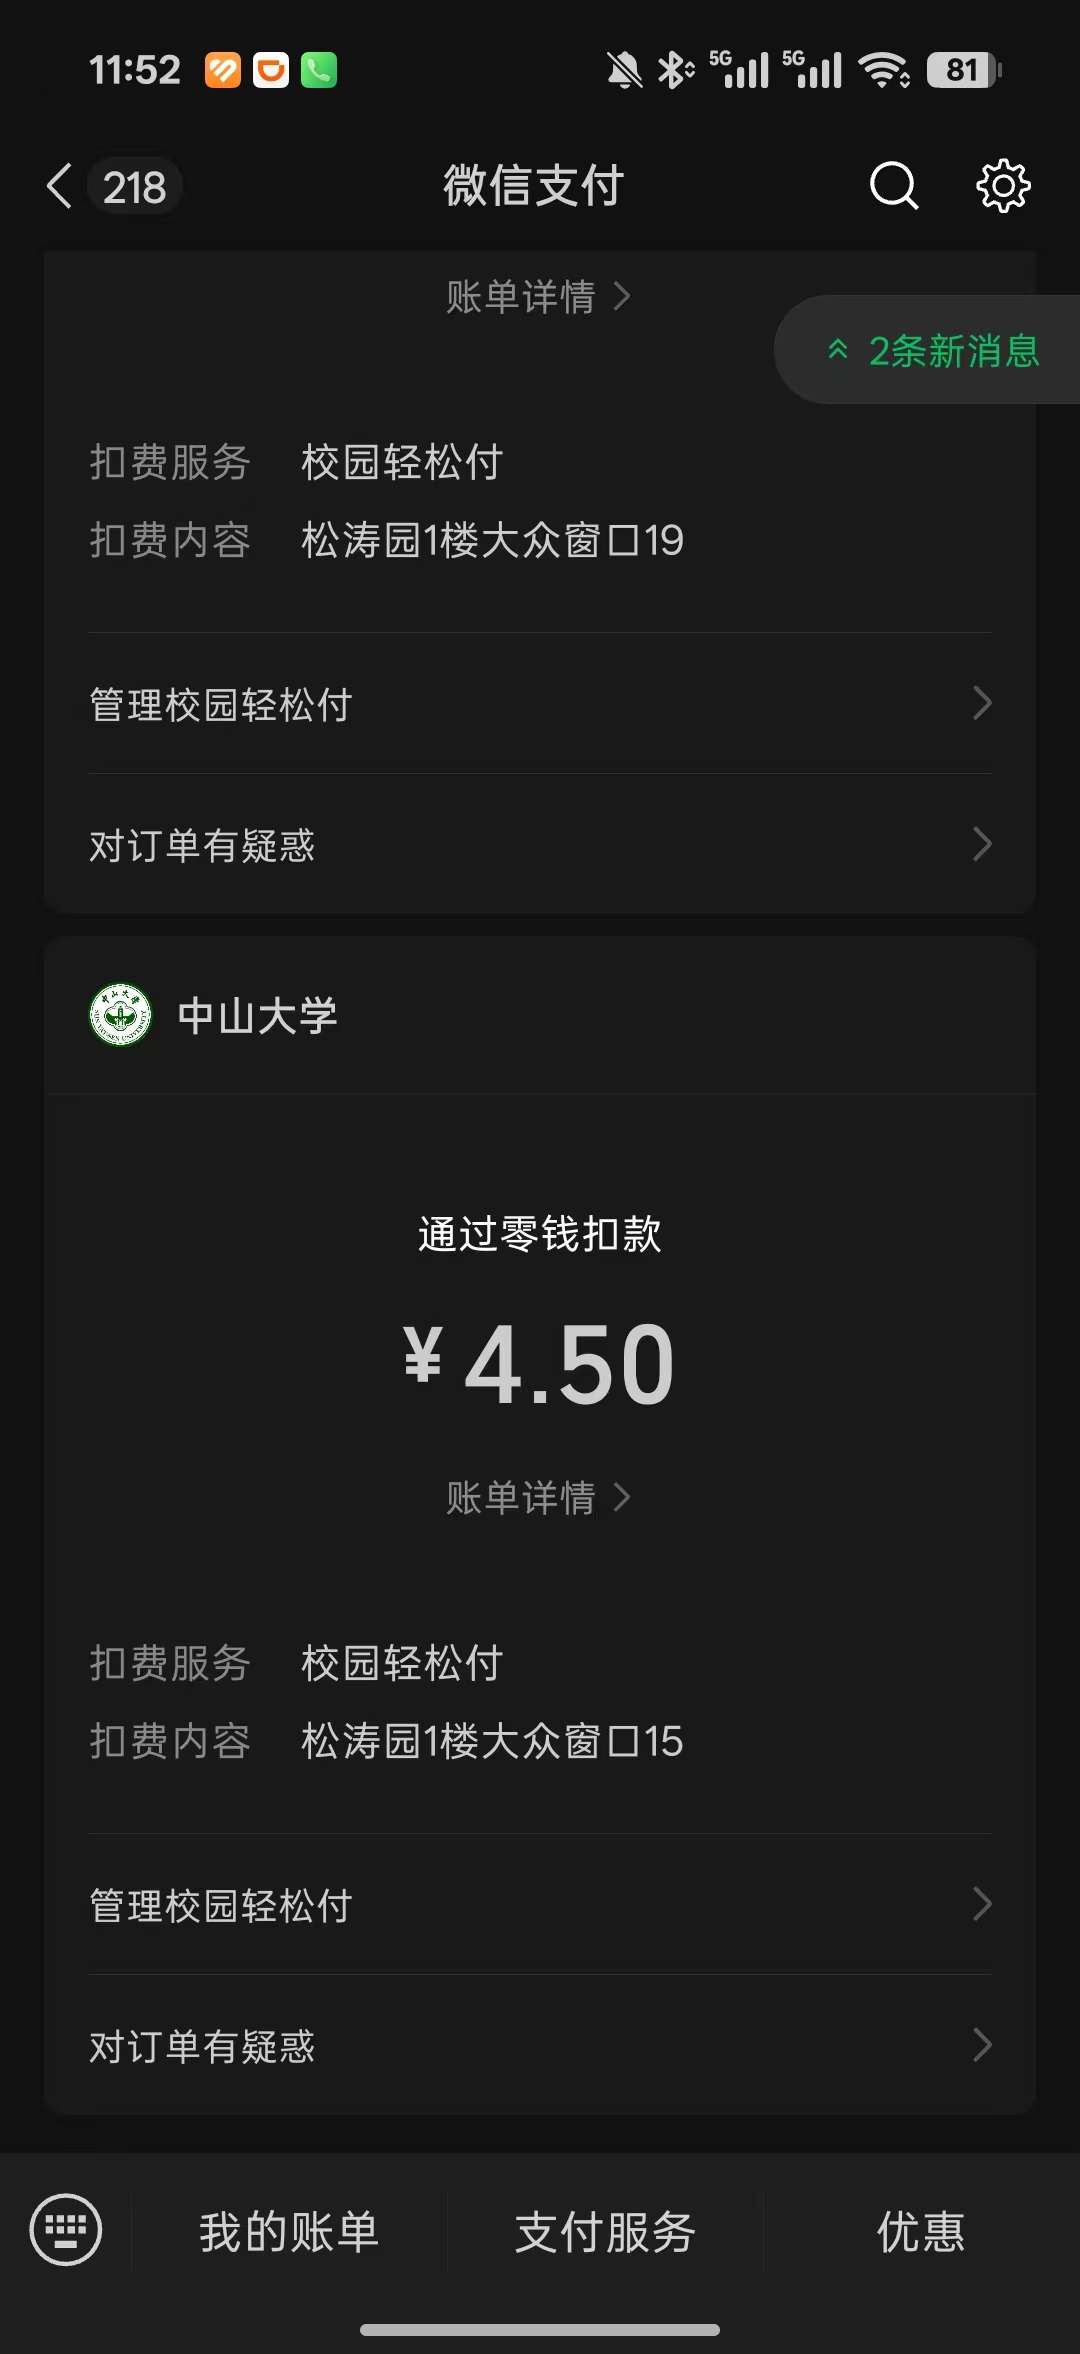 11:52
5G 5G 81
218 微信支付
账单详情
2条新消息
扣费服务 校园轻松付
扣费内容 松涛园1楼大众窗口19
管理校园轻松付
对订单有疑惑
中山大学
通过零钱扣款
¥4.50
账单详情
扣费服务 校园轻松付
扣费内容 松涛园1楼大众窗口15
管理校园轻松付
对订单有疑惑
我的账单 支付服务 优惠